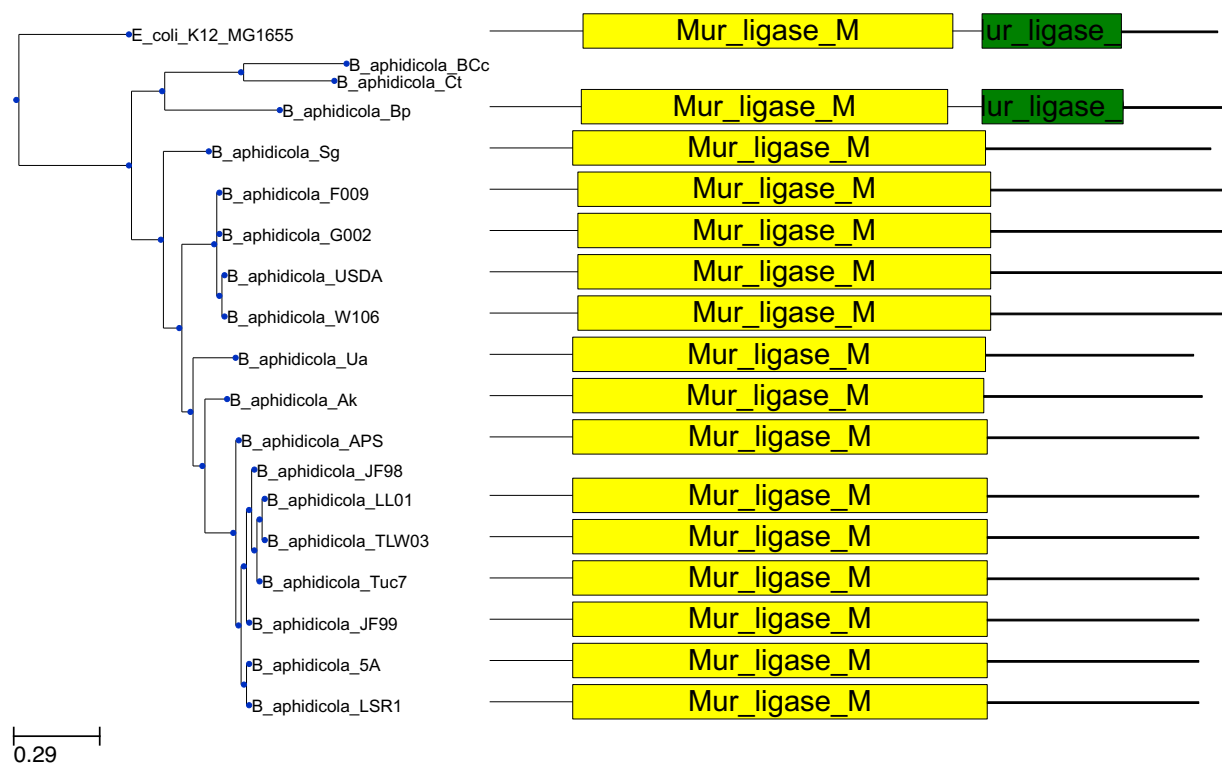 E_coli_K12_MG1655 Mur_ligase_M ur_ligase_
B_aphidicola_BCc
B_aphidicola_Ct
B_aphidicola_Bp Mur_ligase_M ur_ligase_
B_aphidicola_Sg Mur_ligase_M
B_aphidicola_F009 Mur_ligase_M
B_aphidicola_G002 Mur_ligase_M
B_aphidicola_USDA Mur_ligase_M
B_aphidicola_W106 Mur_ligase_M
B_aphidicola_Ua Mur_ligase_M
B_aphidicola_Ak Mur_ligase_M
B_aphidicola_APS Mur_ligase_M
B_aphidicola_JF98
B_aphidicola_LL01 Mur_ligase_M
B_aphidicola_TLW03 Mur_ligase_M
B_aphidicola_Tuc7 Mur_ligase_M
B_aphidicola_JF99 Mur_ligase_M
B_aphidicola_5A Mur_ligase_M
B_aphidicola_LSR1 Mur_ligase_M
0.29